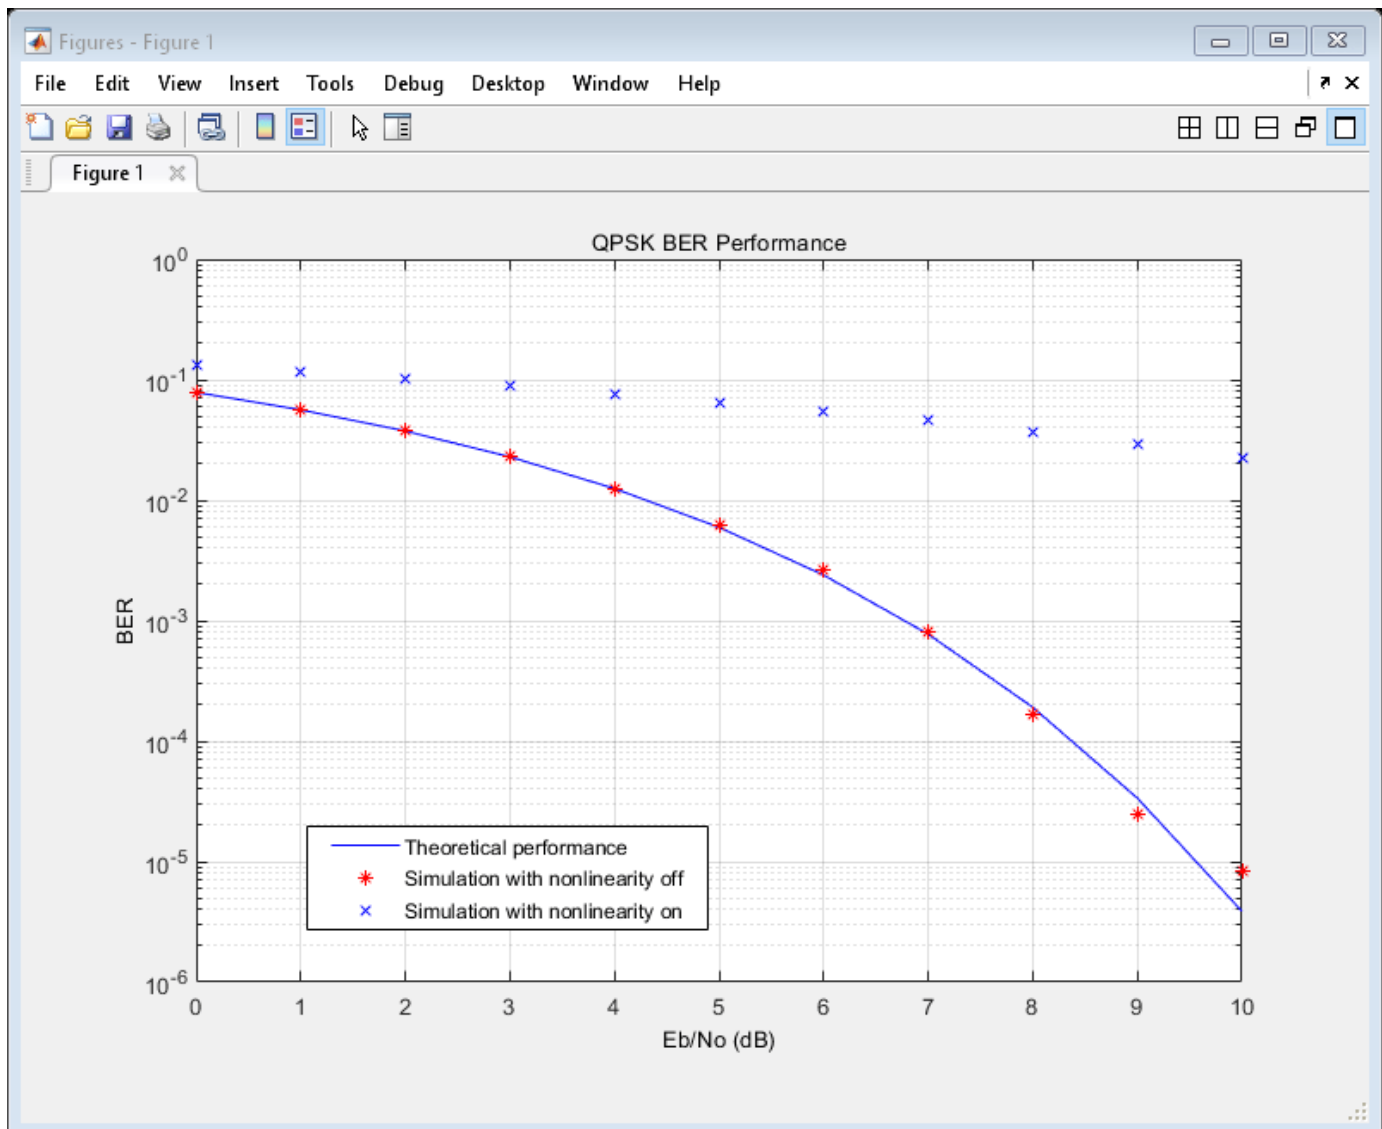 Figures - Figure 1
File Edit View Insert Tools Debug Desktop Window Help
Figure 1
QPSK BER Performance
10^0
10^-1
10^-2
10^-3
10^-4
10^-5
10^-6
BER
Theoretical performance
Simulation with nonlinearity off
Simulation with nonlinearity on
0 1 2 3 4 5 6 7 8 9 10
Eb/No (dB)